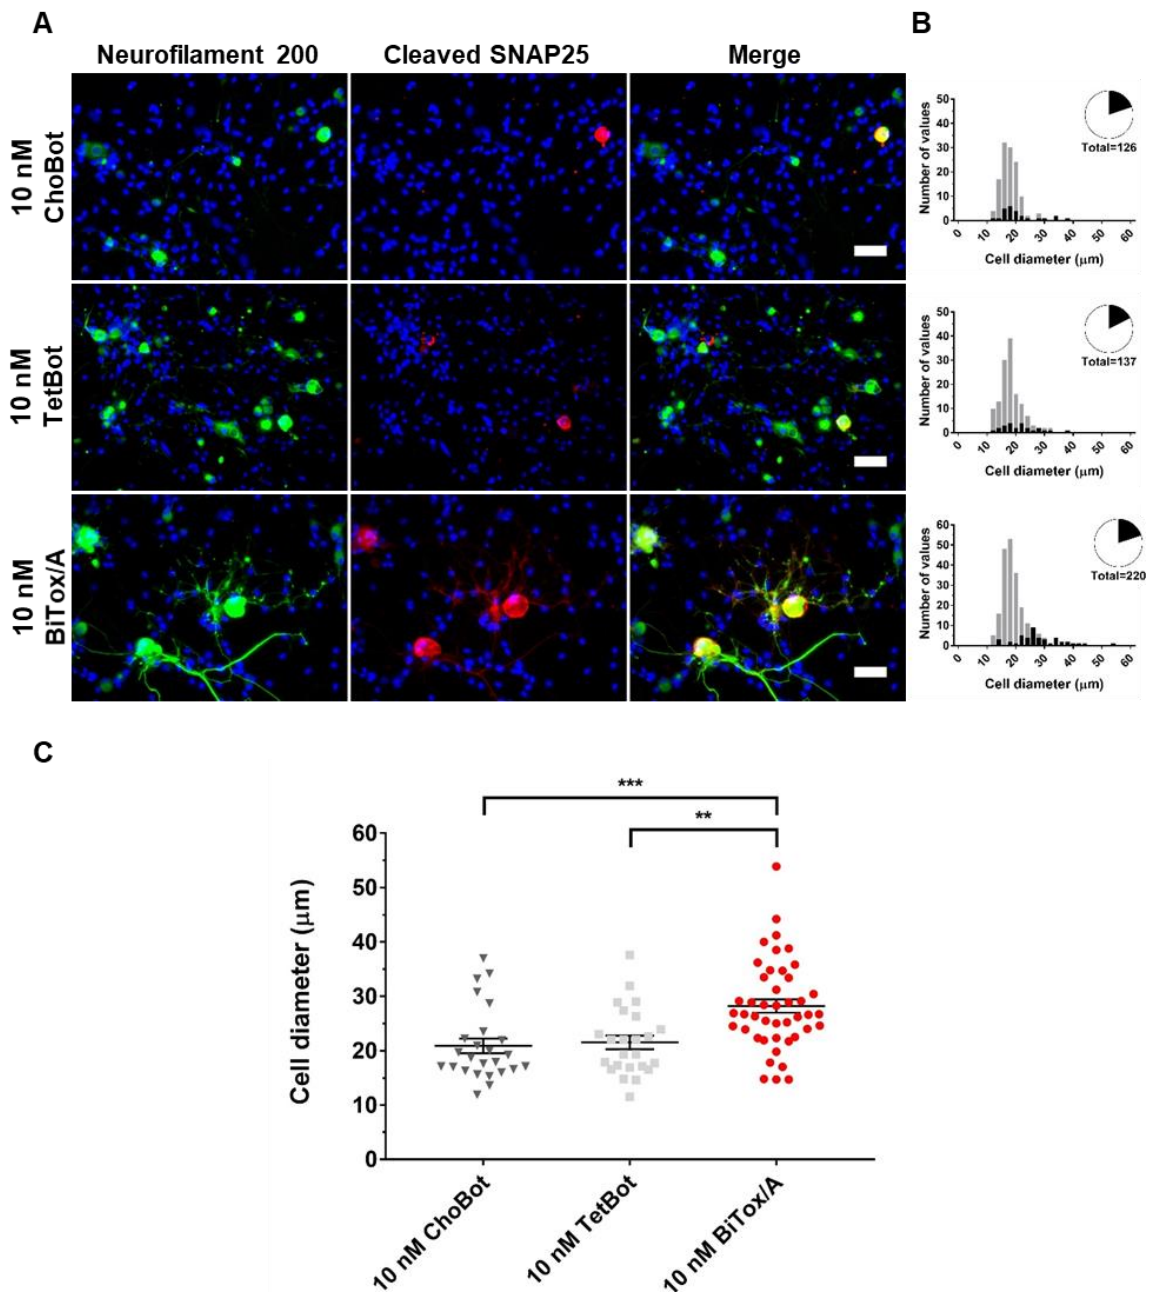 A
B
Neurofilament 200
Cleaved SNAP25
Merge
10 nM
ChoBot
10 nM
TetBot
10 nM
BiTox/A
Number of values
50
40
30
20
10
0
0
10
20
30
40
50
60
Cell diameter (μm)
Total=126
Number of values
50
40
30
20
10
0
0
10
20
30
40
50
60
Cell diameter (μm)
Total=137
Number of values
60
50
40
30
20
10
0
0
10
20
30
40
50
60
Cell diameter (μm)
Total=220
C
***
**
Cell diameter (μm)
60
50
40
30
20
10
0
10 nM ChoBot
10 nM TetBot
10 nM BiTox/A